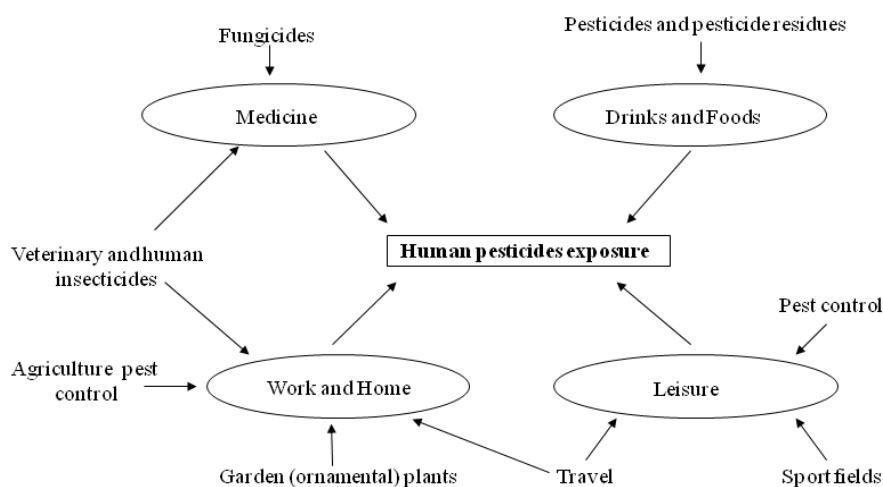 Fungicides
Pesticides and pesticide residues
Medicine
Drinks and Foods
Veterinary and human
insecticides
Human pesticides exposure
Pest control
Agriculture pest
control
Work and Home
Leisure
Garden (ornamental) plants
Travel
Sport fields